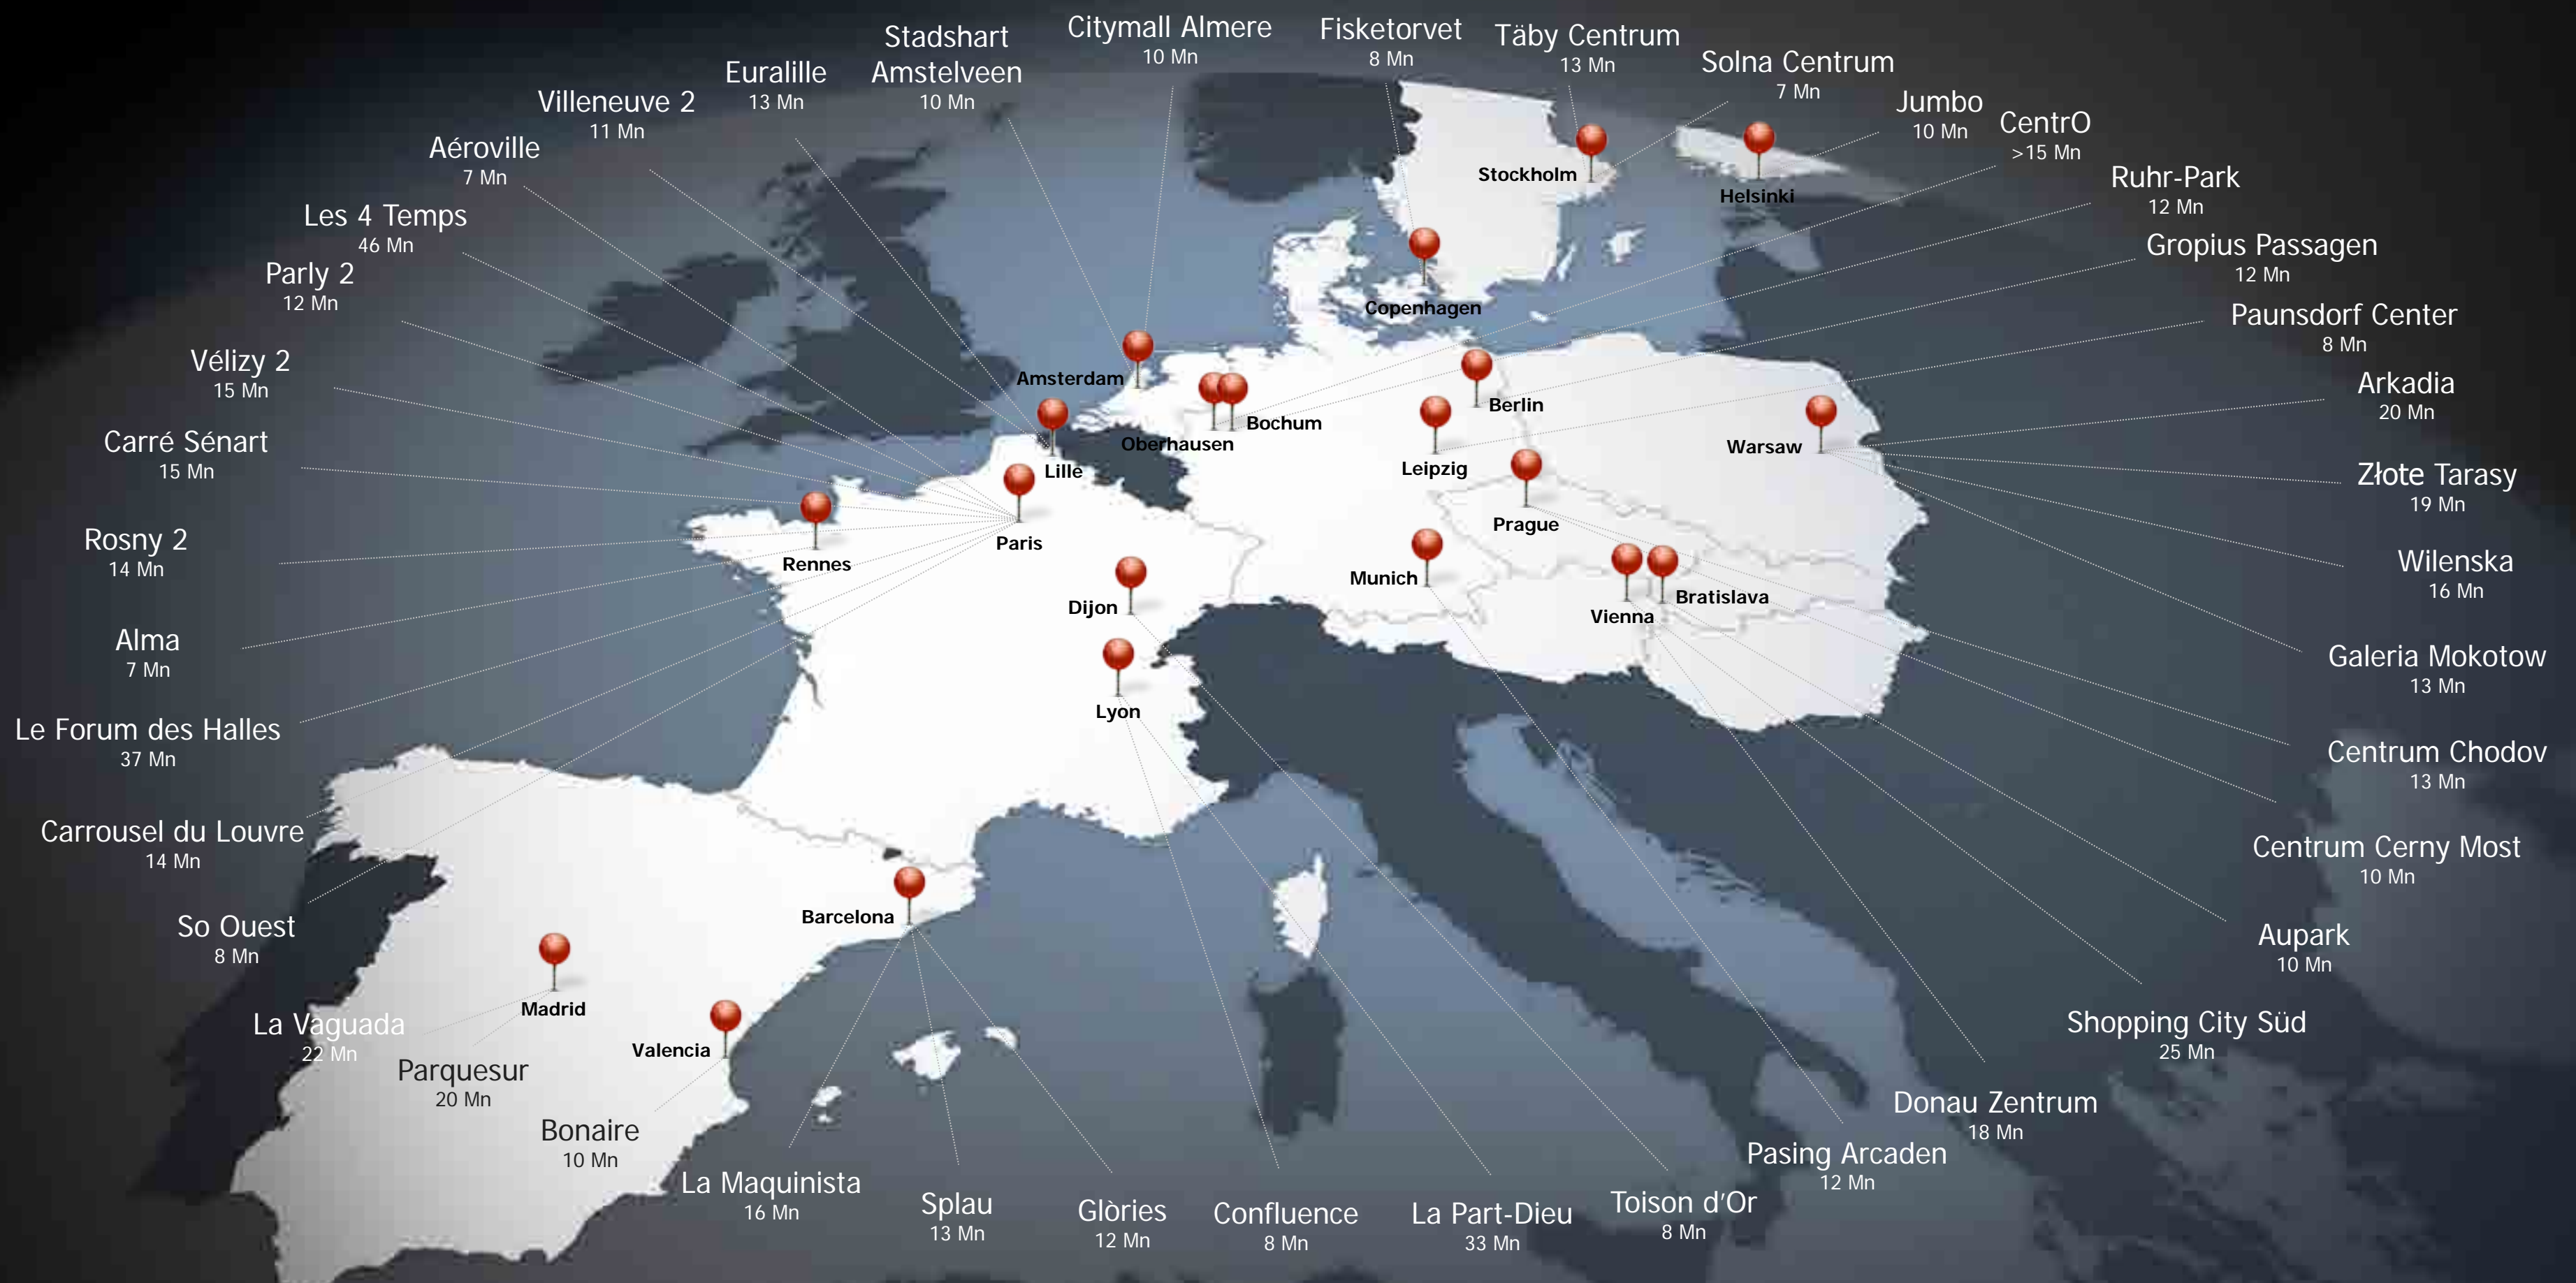 Citymall Almere
10 Mn
Fisketorvet
8 Mn
Täby Centrum
13 Mn
Stadshart
Amstelveen
10 Mn
Solna Centrum
7 Mn
Euralille
13 Mn
Villeneuve 2
11 Mn
Jumbo
10 Mn
CentrO
>15 Mn
Aéroville
7 Mn
Ruhr-Park
12 Mn
Les 4 Temps
46 Mn
Gropius Passagen
12 Mn
Parly 2
12 Mn
Paunsdorf Center
8 Mn
Vélizy 2
15 Mn
Arkadia
20 Mn
Carré Sénart
15 Mn
Złote Tarasy
19 Mn
Rosny 2
14 Mn
Wilenska
16 Mn
Alma
7 Mn
Galeria Mokotow
13 Mn
Le Forum des Halles
37 Mn
Centrum Chodov
13 Mn
Carrousel du Louvre
14 Mn
Centrum Cerny Most
10 Mn
So Ouest
8 Mn
Aupark
10 Mn
La Vaguada
22 Mn
Shopping City Süd
25 Mn
Parquesur
20 Mn
Donau Zentrum
18 Mn
Bonaire
10 Mn
Pasing Arcaden
12 Mn
La Maquinista
16 Mn
Splau
13 Mn
Glòries
12 Mn
Confluence
8 Mn
La Part-Dieu
33 Mn
Toison d'Or
8 Mn
Stockholm
Helsinki
Copenhagen
Amsterdam
Berlin
Bochum
Oberhausen
Warsaw
Leipzig
Lille
Prague
Paris
Rennes
Munich
Bratislava
Dijon
Vienna
Lyon
Barcelona
Madrid
Valencia